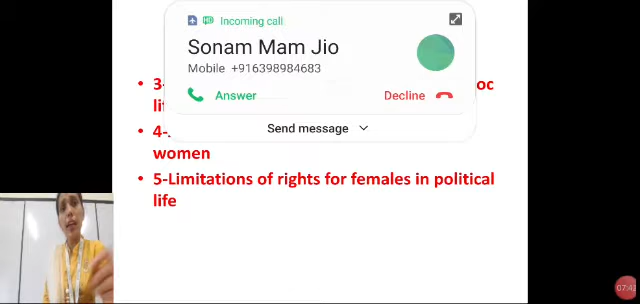 Incoming call
Sonam Mam Jio
Mobile +916398984683
Answer
Decline
Send message
• 3-
• 4-
women
• 5-Limitations of rights for females in political
life
07:42